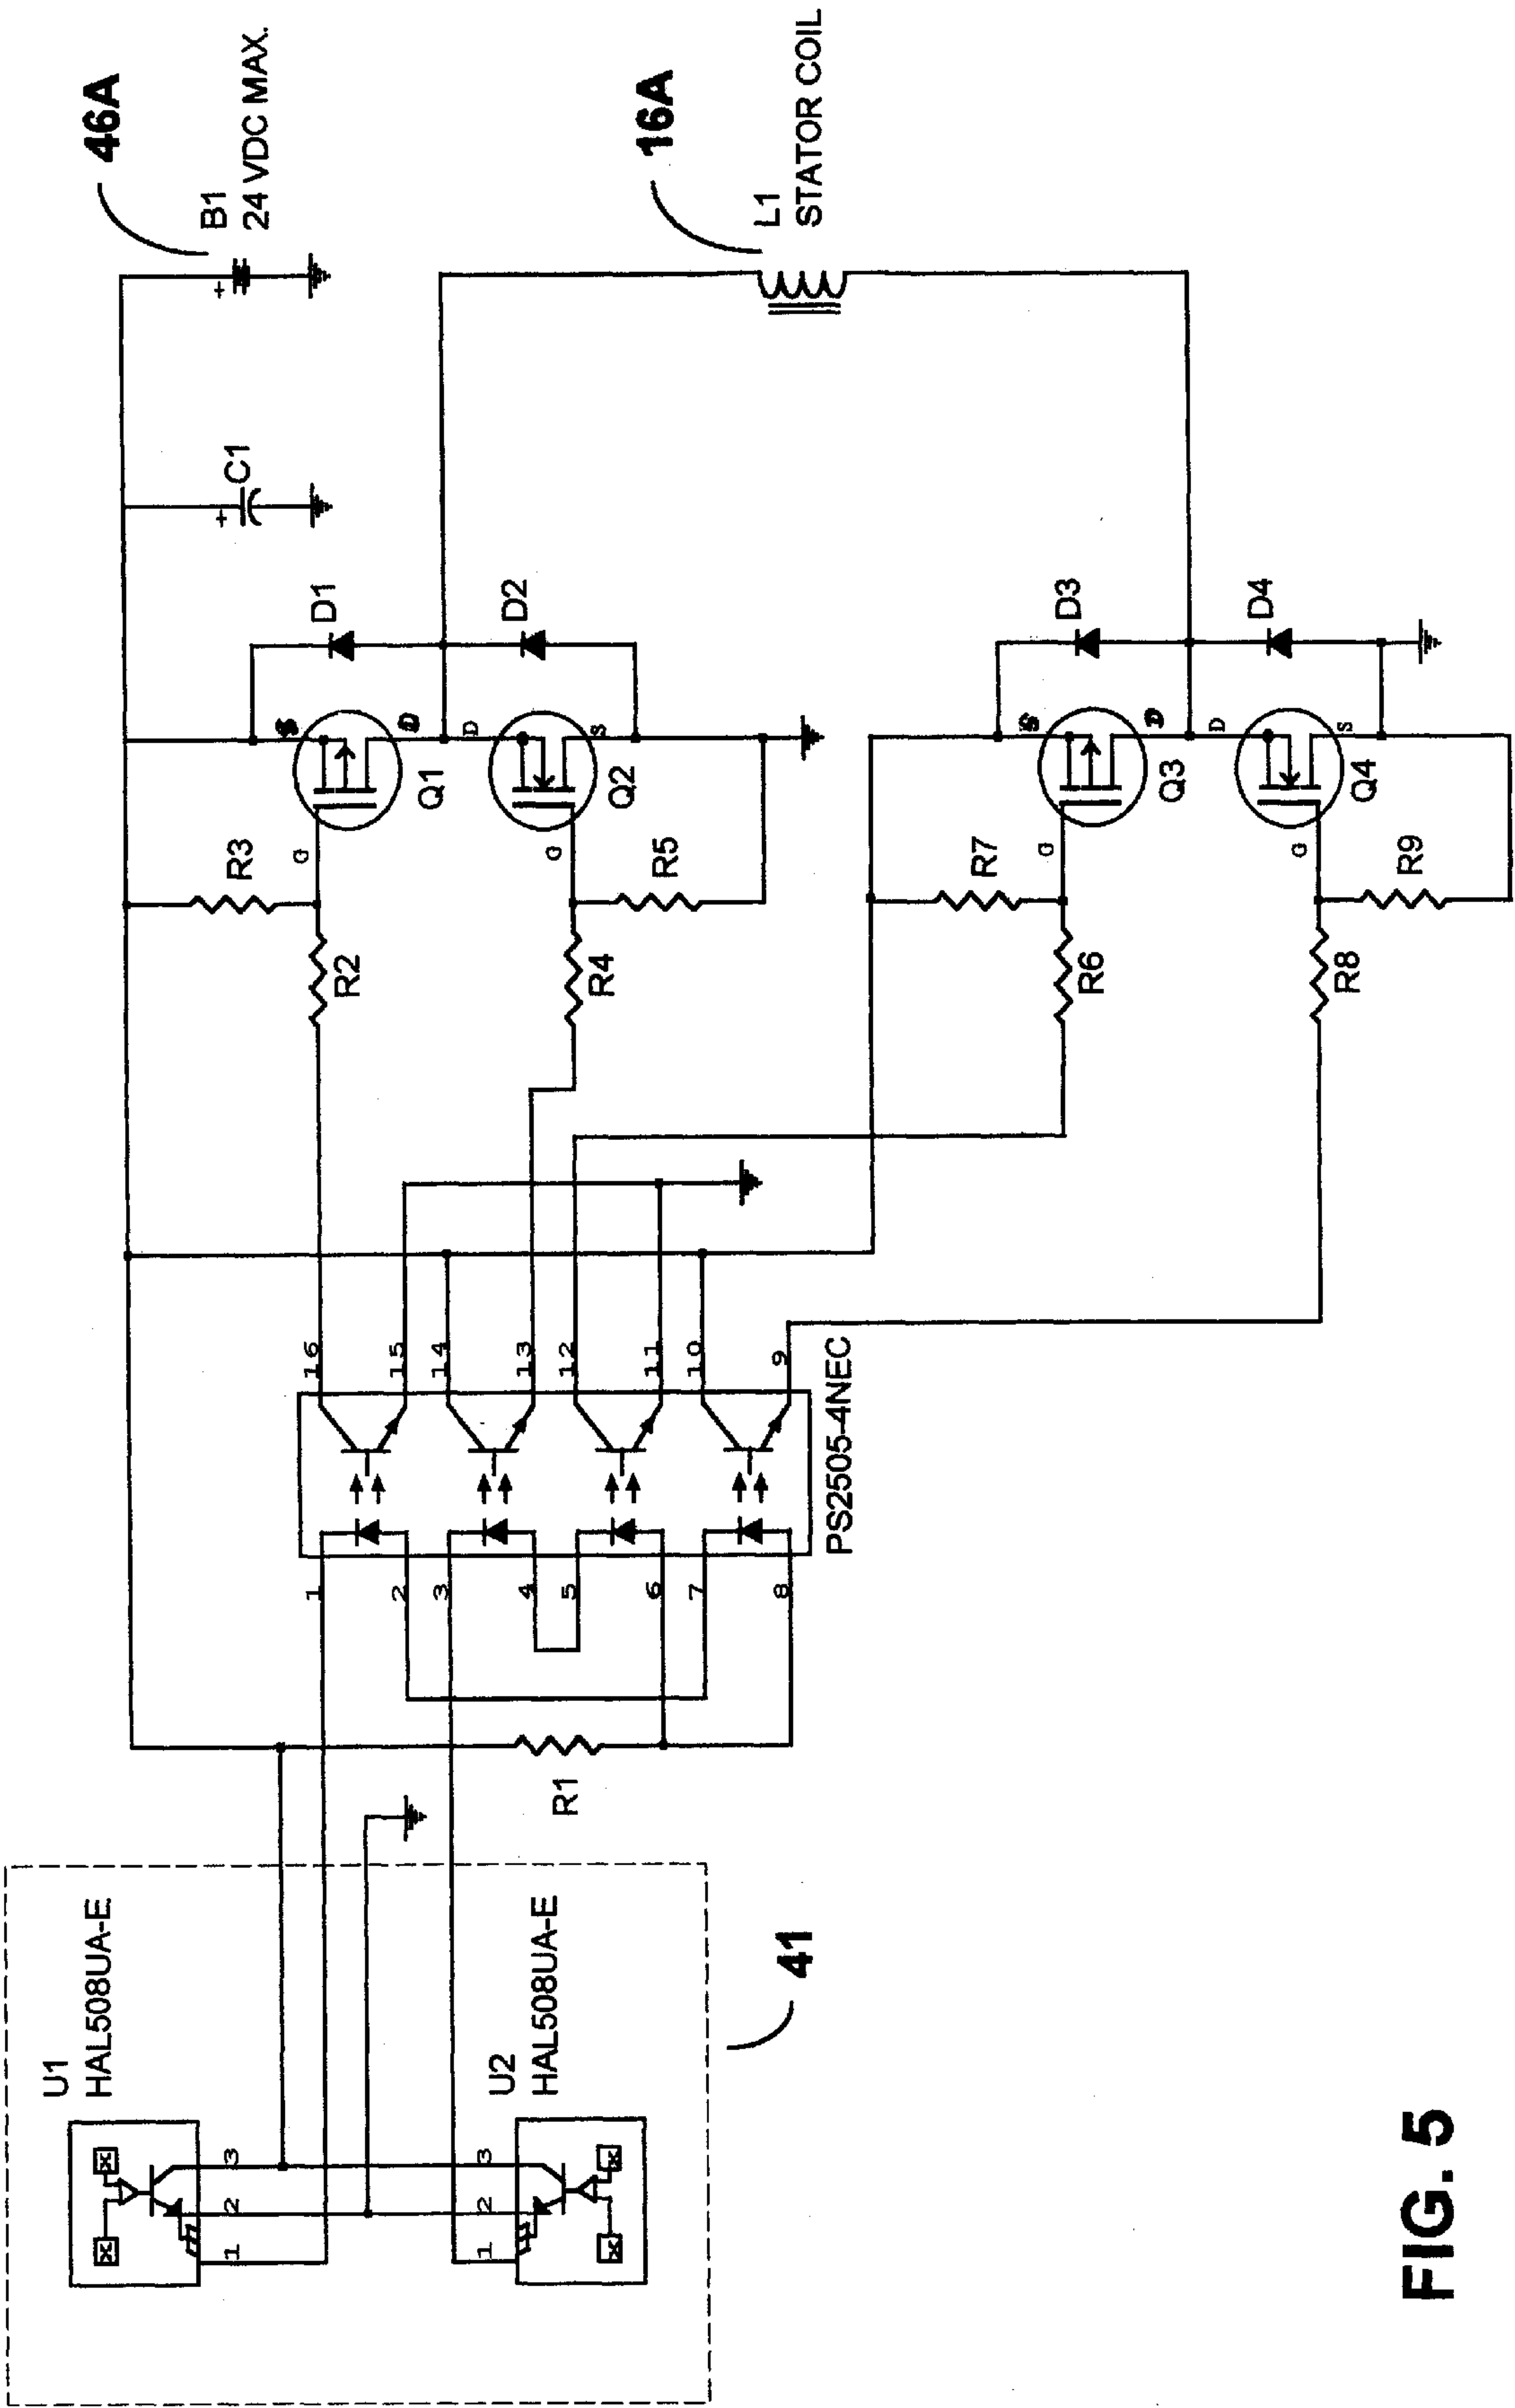 46A
B1
24 VDC MAX.
+
C1
+
16A
L1
STATOR COIL
D1
D2
D3
D4
S
D
G
Q1
D
S
G
Q2
S
D
G
Q3
D
S
G
Q4
R3
R2
R5
R4
R7
R6
R9
R8
16
15
14
13
12
11
10
9
PS2505-4NEC
1
2
3
4
5
6
7
8
R1
U1
HAL508UA-E
3
2
1
X
X
U2
HAL508UA-E
3
2
1
X
X
41
FIG. 5